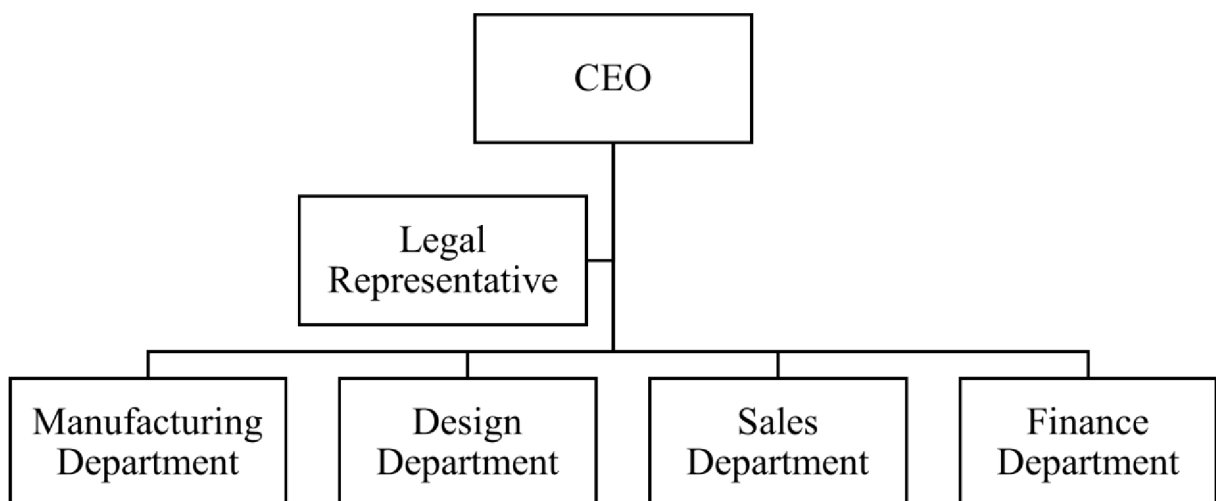 CEO
Legal
Representative
Manufacturing
Department
Design
Department
Sales
Department
Finance
Department